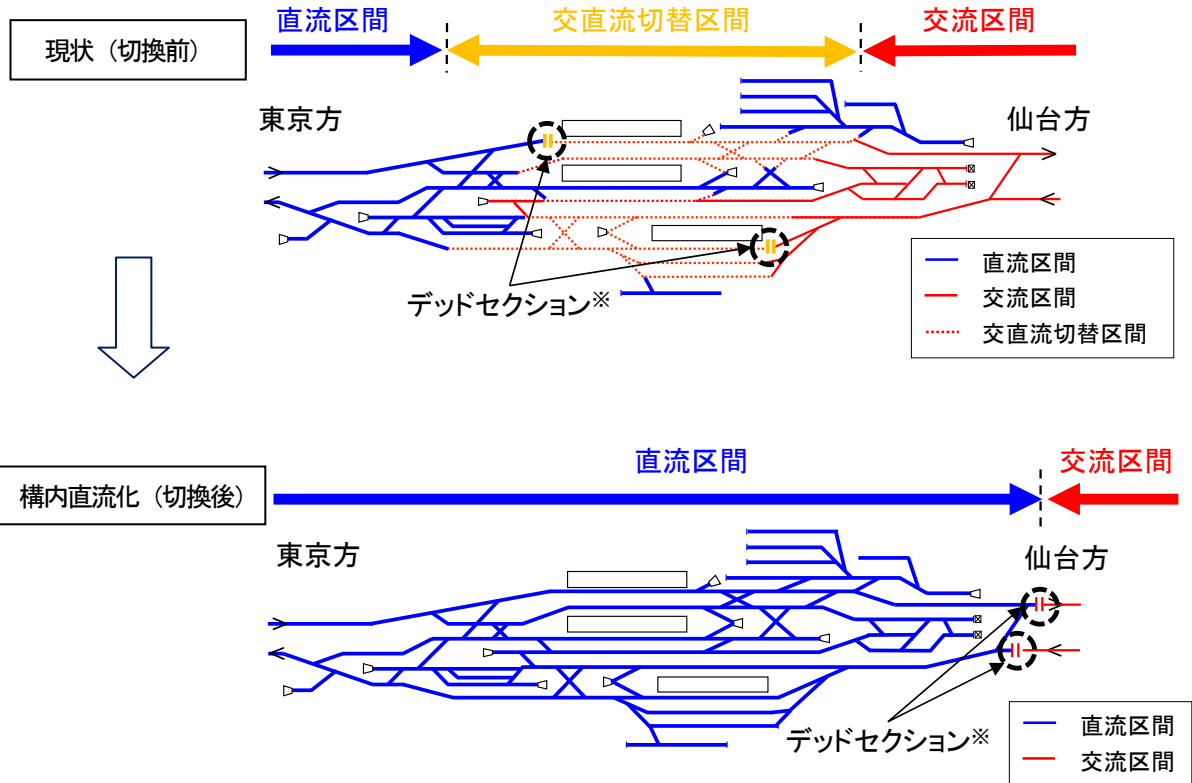 直流区間
交直流切替区間
交流区間
現状（切換前）
東京方
仙台方
デッドセクション※
直流区間
交流区間
交直流切替区間
直流区間
交流区間
構内直流化（切換後）
東京方
仙台方
デッドセクション※
直流区間
交流区間